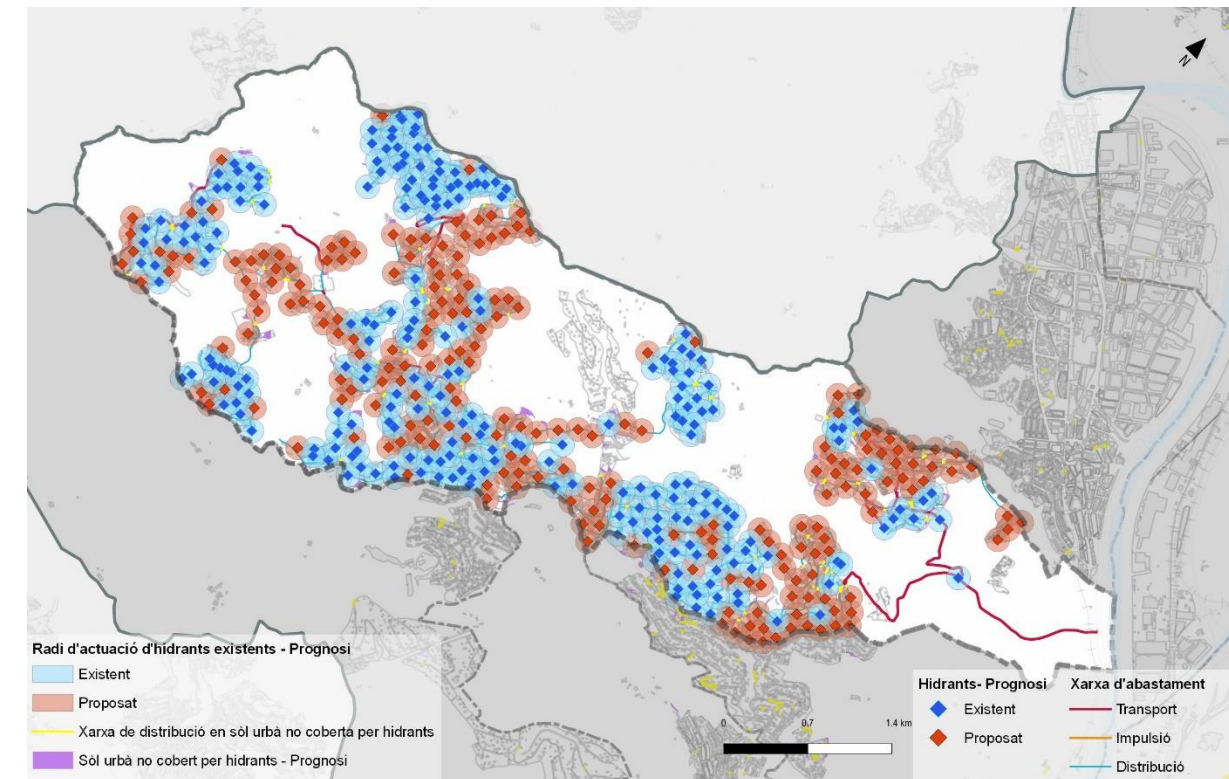 N
Radi d'actuació d'hidrants existents - Prognosi
Existent
Proposat
Xarxa de distribució en sòl urbà no coberta per hidrants
Sòl urbà no cobert per hidrants - Prognosi
0 0.7 1.4 km
Hidrants- Prognosi
Existent
Proposat
Xarxa d'abastament
Transport
Impulsió
Distribució